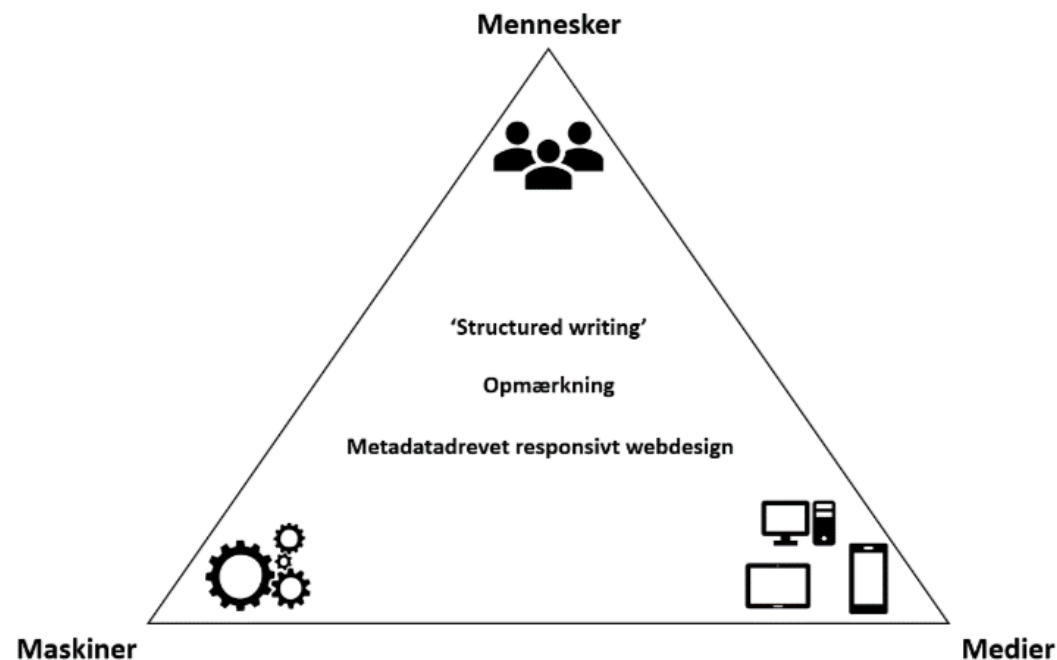 Mennesker
‘Structured writing’
Opmærkning
Metadatadrevet responsivt webdesign
Maskiner
Medier